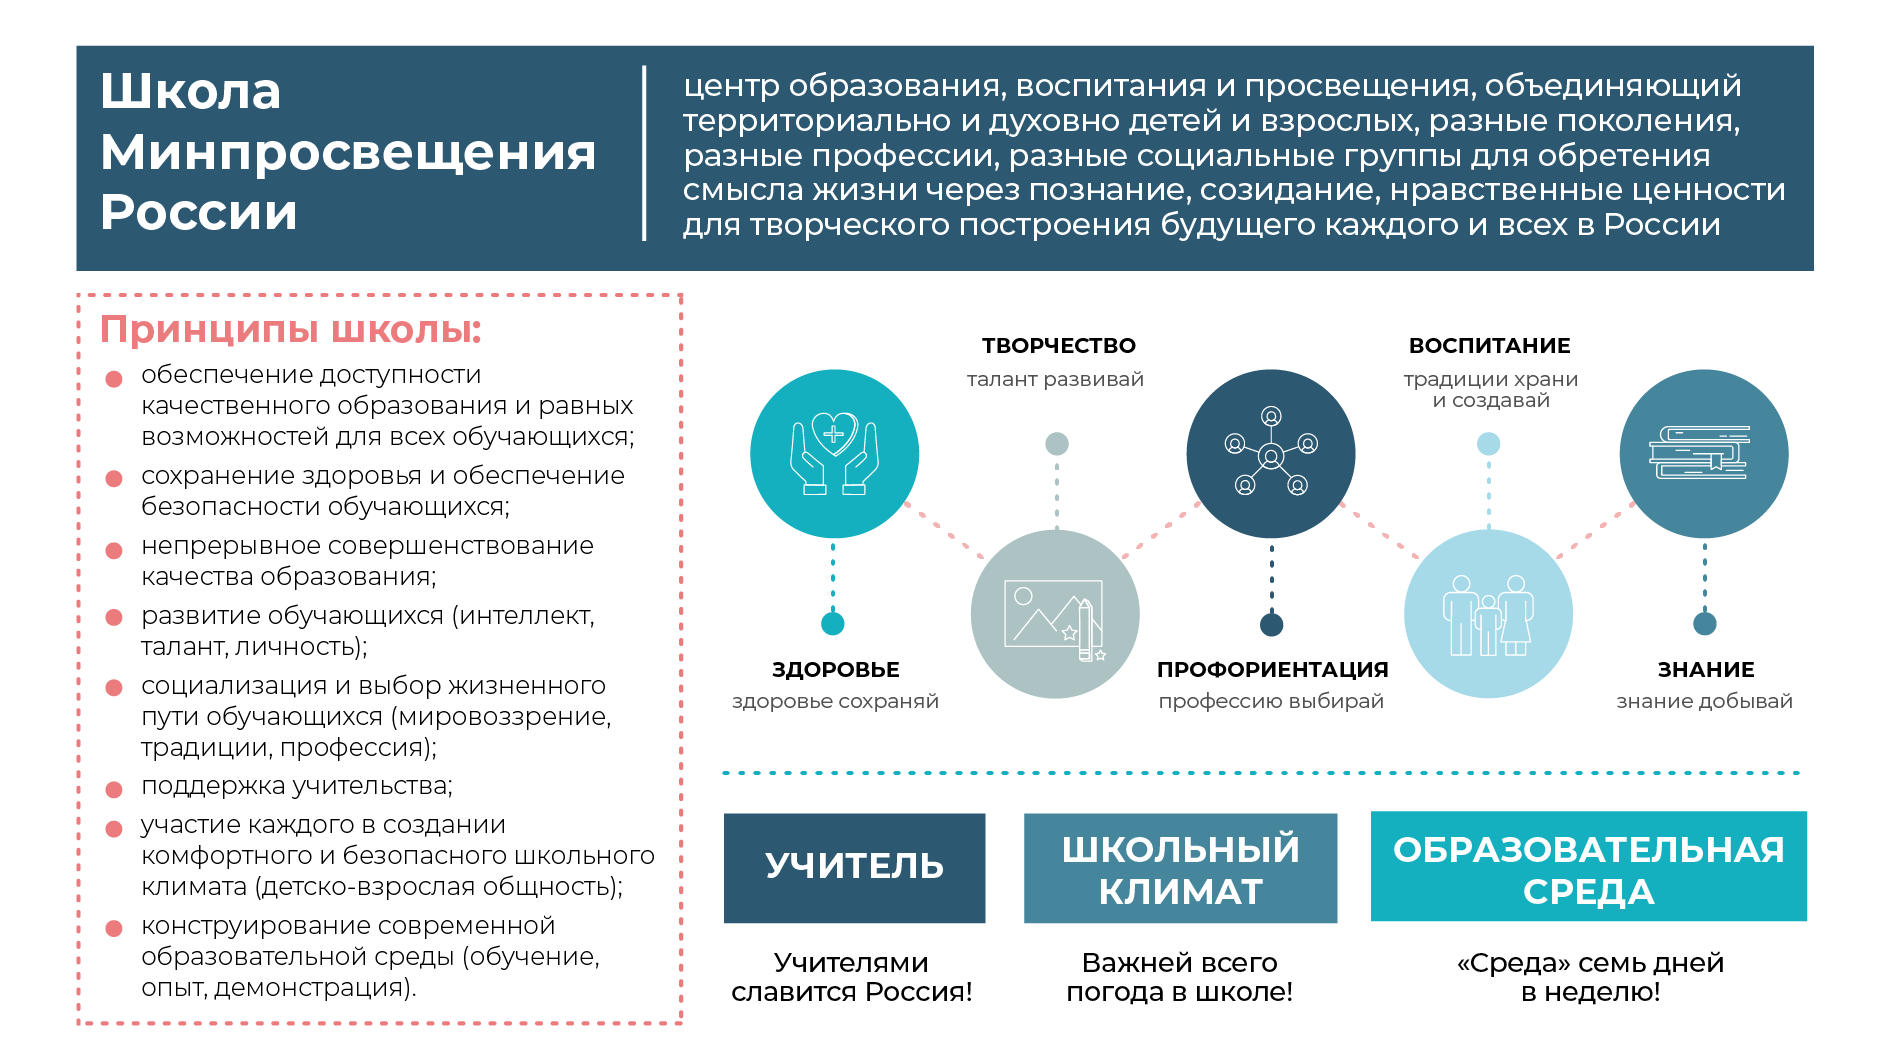 Школа
Минпросвещения
России
центр образования, воспитания и просвещения, объединяющий
территориально и духовно детей и взрослых, разные поколения,
разные профессии, разные социальные группы для обретения
смысла жизни через познание, созидание, нравственные ценности
для творческого построения будущего каждого и всех в России
Принципы школы:
обеспечение доступности
качественного образования и равных
возможностей для всех обучающихся;
сохранение здоровья и обеспечение
безопасности обучающихся;
непрерывное совершенствование
качества образования;
развитие обучающихся (интеллект,
талант, личность);
социализация и выбор жизненного
пути обучающихся (мировоззрение,
традиции, профессия);
поддержка учительства;
участие каждого в создании
комфортного и безопасного школьного
климата (детско-взрослая общность);
конструирование современной
образовательной среды (обучение,
опыт, демонстрация).
ТВОРЧЕСТВО
талант развивай
ВОСПИТАНИЕ
традиции храни
и создавай
ЗДОРОВЬЕ
здоровье сохраняй
ПРОФОРИЕНТАЦИЯ
профессию выбирай
ЗНАНИЕ
знание добывай
УЧИТЕЛЬ
Учителями
славится Россия!
ШКОЛЬНЫЙ
КЛИМАТ
Важней всего
погода в школе!
ОБРАЗОВАТЕЛЬНАЯ
СРЕДА
«Среда» семь дней
в неделю!